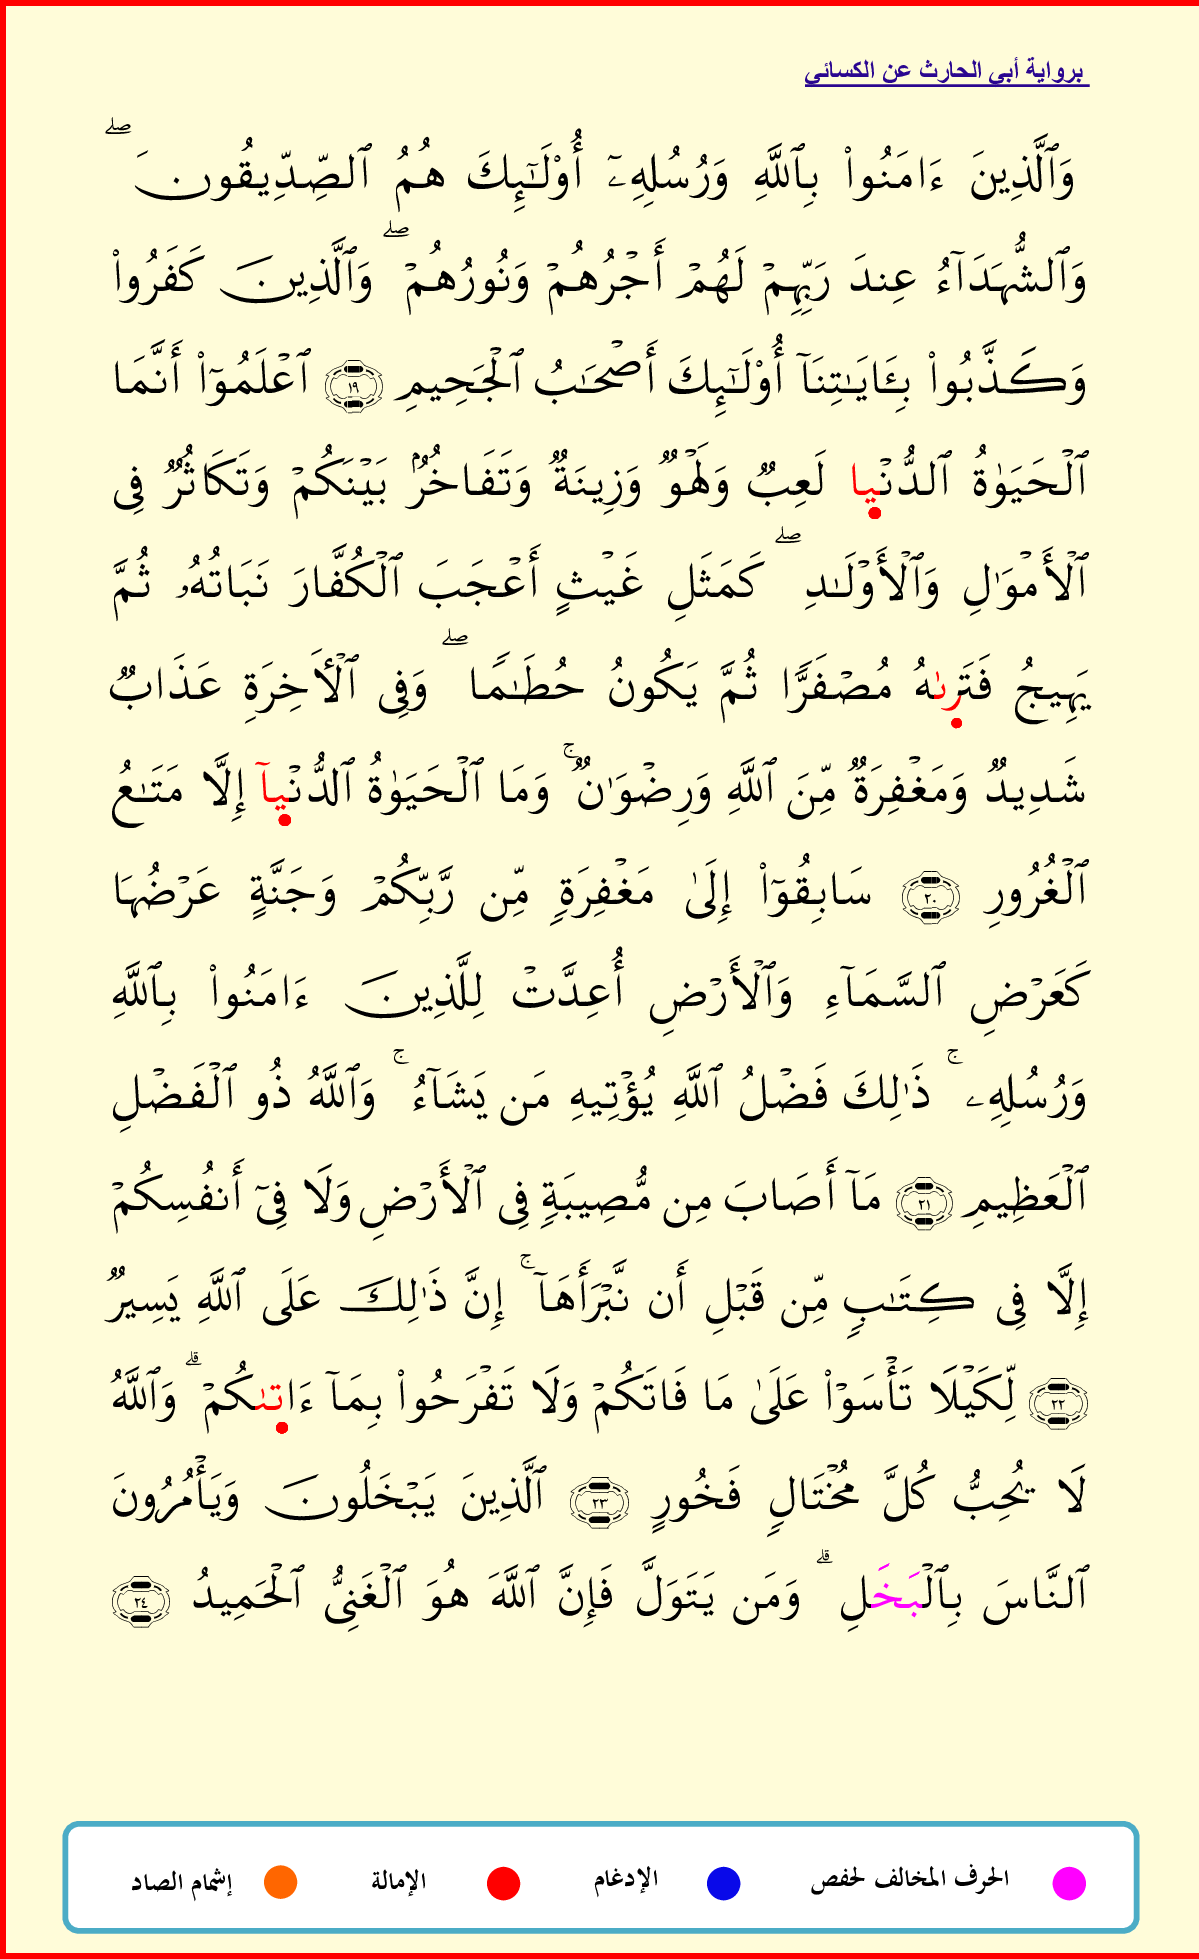 برواية أبي الحارث عن الكسائي
وَٱلَّذِينَ ءَامَنُوا۟ بِٱللَّهِ وَرُسُلِهِۦٓ أُو۟لَـٰٓئِكَ هُمُ ٱلصِّدِّيقُونَ ۖ
وَٱلشُّهَدَآءُ عِندَ رَبِّهِمْ لَهُمْ أَجْرُهُمْ وَنُورُهُمْ ۖ وَٱلَّذِينَ كَفَرُوا۟
وَكَذَّبُوا۟ بِـَٔايَـٰتِنَآ أُو۟لَـٰٓئِكَ أَصْحَـٰبُ ٱلْجَحِيمِ ١٩ ٱعْلَمُوٓا۟ أَنَّمَا
ٱلْحَيَوٰةُ ٱلدُّنْيا لَعِبٌ وَلَهْوٌ وَزِينَةٌ وَتَفَاخُرٌۢ بَيْنَكُمْ وَتَكَاثُرٌ فِى
ٱلْأَمْوَٰلِ وَٱلْأَوْلَـٰدِ ۖ كَمَثَلِ غَيْثٍ أَعْجَبَ ٱلْكُفَّارَ نَبَاتُهُۥ ثُمَّ
يَهِيجُ فَتَرىٰهُ مُصْفَرًّا ثُمَّ يَكُونُ حُطَـٰمًا ۖ وَفِى ٱلْـَٔاخِرَةِ عَذَابٌ
شَدِيدٌ وَمَغْفِرَةٌ مِّنَ ٱللَّهِ وَرِضْوَٰنٌ ۚ وَمَا ٱلْحَيَوٰةُ ٱلدُّنْيآ إِلَّا مَتَـٰعُ
ٱلْغُرُورِ ٢٠ سَابِقُوٓا۟ إِلَىٰ مَغْفِرَةٍ مِّن رَّبِّكُمْ وَجَنَّةٍ عَرْضُهَا
كَعَرْضِ ٱلسَّمَآءِ وَٱلْأَرْضِ أُعِدَّتْ لِلَّذِينَ ءَامَنُوا۟ بِٱللَّهِ
وَرُسُلِهِۦ ۚ ذَٰلِكَ فَضْلُ ٱللَّهِ يُؤْتِيهِ مَن يَشَآءُ ۚ وَٱللَّهُ ذُو ٱلْفَضْلِ
ٱلْعَظِيمِ ٢١ مَآ أَصَابَ مِن مُّصِيبَةٍ فِى ٱلْأَرْضِ وَلَا فِىٓ أَنفُسِكُمْ
إِلَّا فِى كِتَـٰبٍ مِّن قَبْلِ أَن نَّبْرَأَهَآ ۚ إِنَّ ذَٰلِكَ عَلَى ٱللَّهِ يَسِيرٌ
٢٢ لِّكَيْلَا تَأْسَوْا۟ عَلَىٰ مَا فَاتَكُمْ وَلَا تَفْرَحُوا۟ بِمَآ ءَاتىٰكُمْ ۗ وَٱللَّهُ
لَا يُحِبُّ كُلَّ مُخْتَالٍ فَخُورٍ ٢٣ ٱلَّذِينَ يَبْخَلُونَ وَيَأْمُرُونَ
ٱلنَّاسَ بِٱلْبَخَلِ ۗ وَمَن يَتَوَلَّ فَإِنَّ ٱللَّهَ هُوَ ٱلْغَنِىُّ ٱلْحَمِيدُ ٢٤
الحرف المخالف لحفص الإدغام الإمالة إشمام الصاد